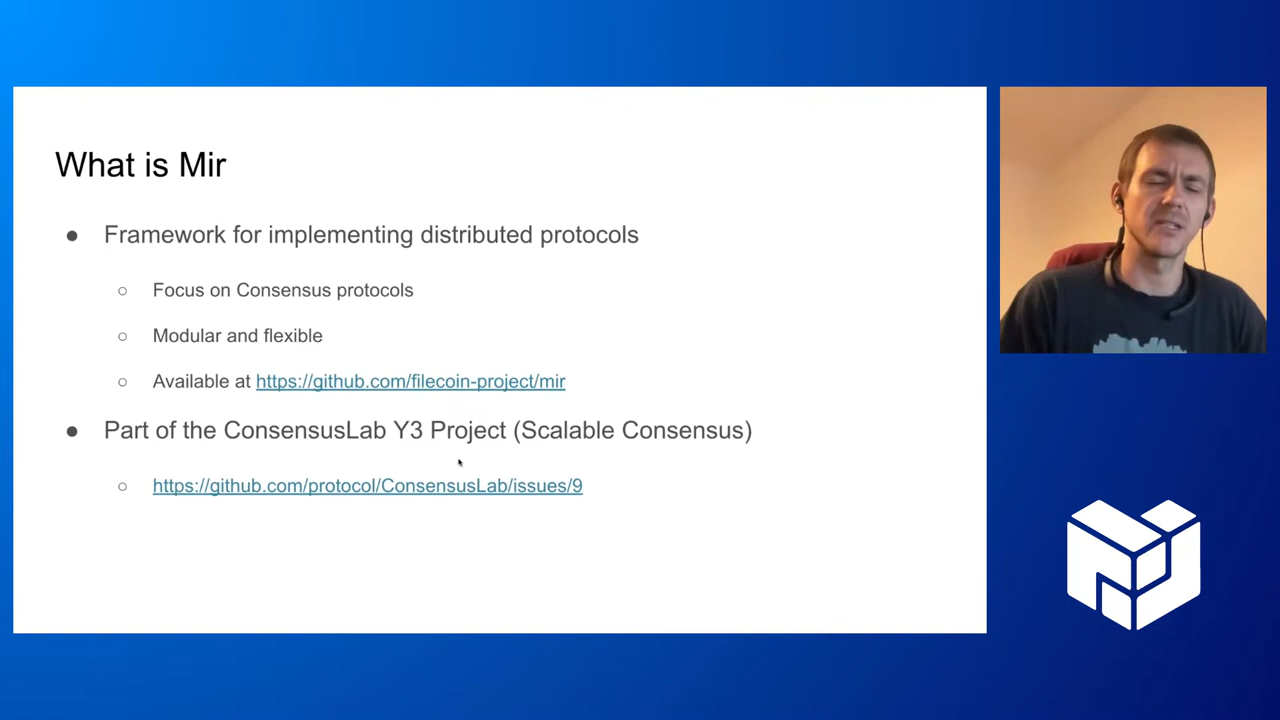 What is Mir
● Framework for implementing distributed protocols
○ Focus on Consensus protocols
○ Modular and flexible
○ Available at https://github.com/filecoin-project/mir
● Part of the ConsensusLab Y3 Project (Scalable Consensus)
○ https://github.com/protocol/ConsensusLab/issues/9